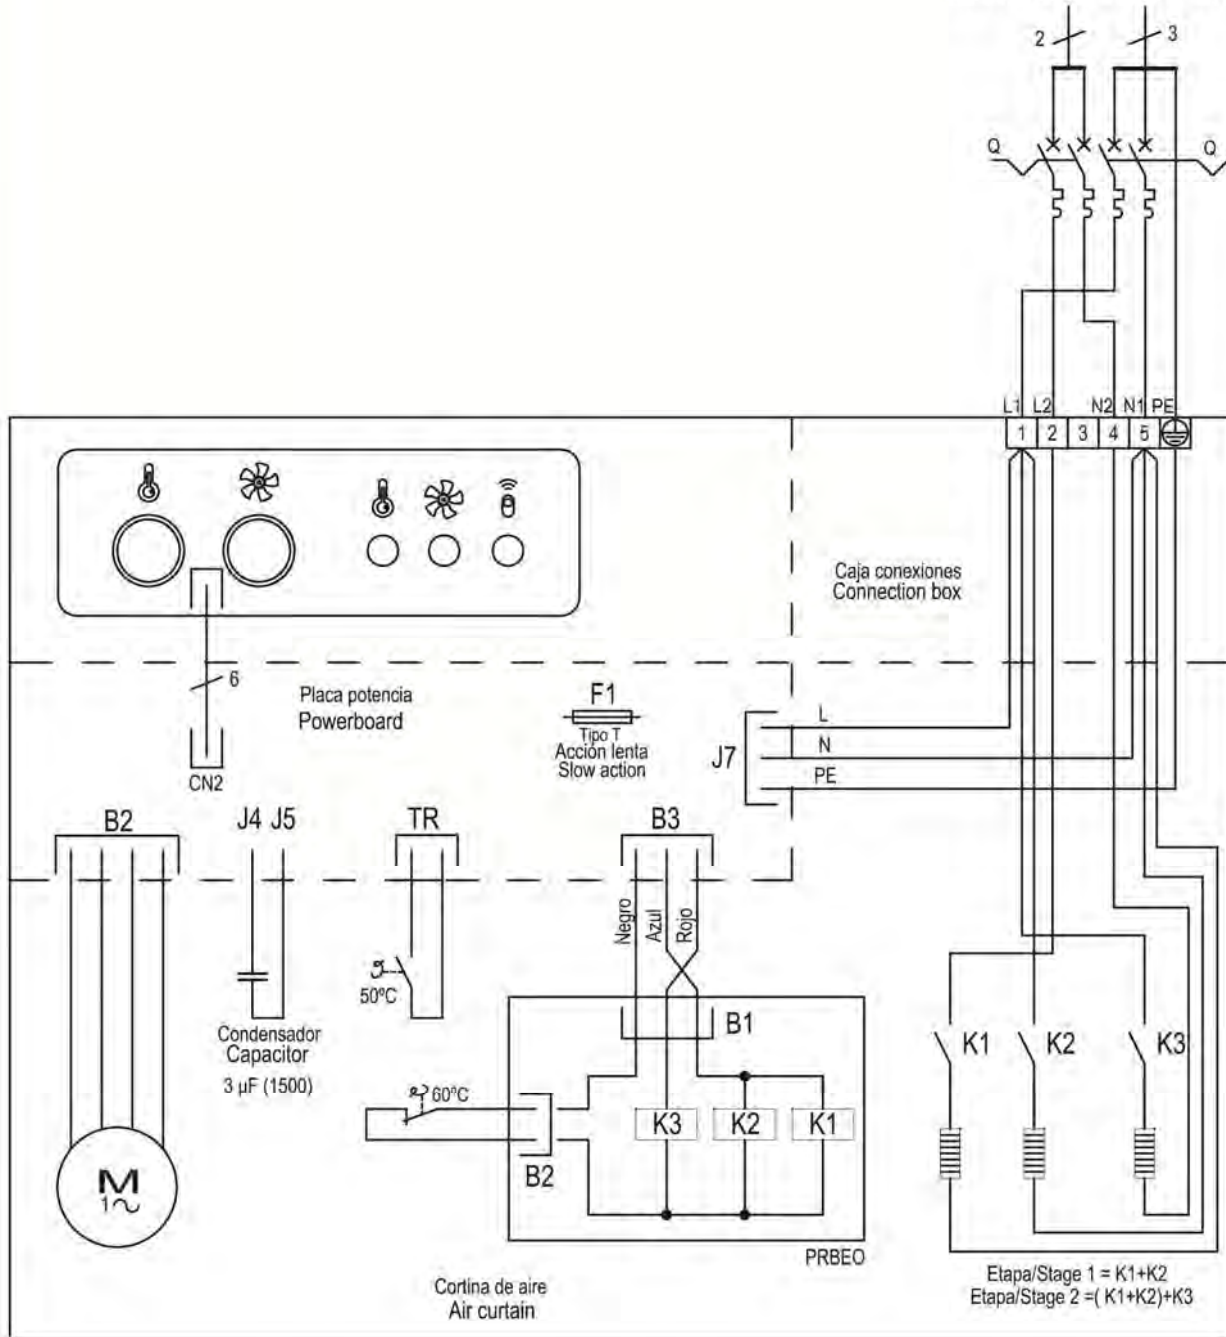 2 3
Q Q
L1 L2 N2 N1 PE
1 2 3 4 5
Caja conexiones
Connection box
6
Placa potencia
Powerboard
CN2
F1
Tipo T
Acción lenta
Slow action
J7
L
N
PE
B2
J4 J5
TR
B3
Negro
Azul
Rojo
50ºC
Condensador
Capacitor
3 µF (1500)
B1
60ºC
K3 K2 K1
B2
PRBEO
K1 K2 K3
M
1
Cortina de aire
Air curtain
Etapa/Stage 1 = K1+K2
Etapa/Stage 2 =( K1+K2)+K3